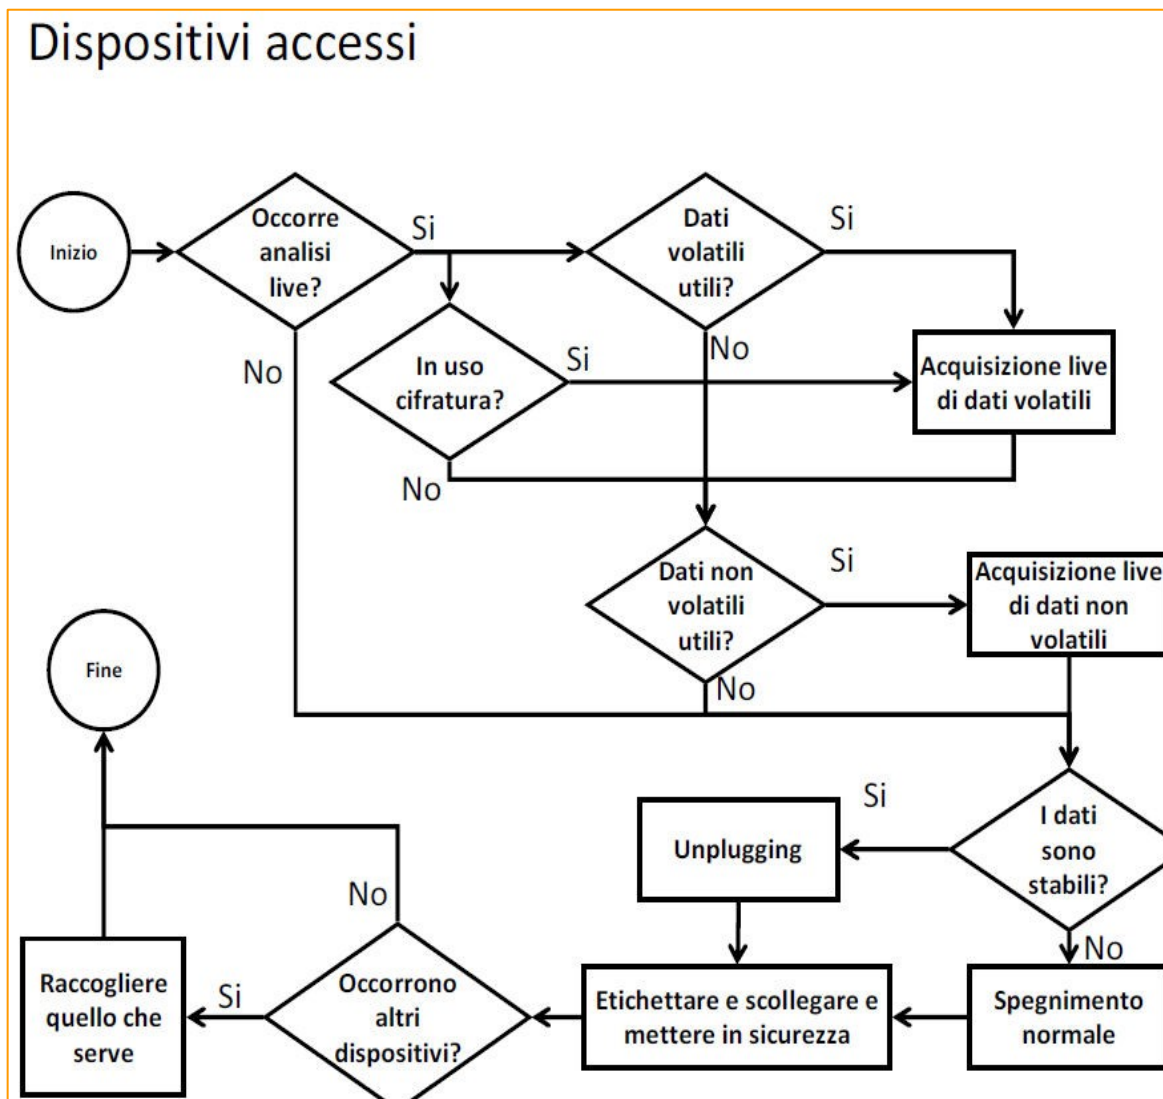 Dispositivi accessi
Inizio
Occorre
analisi
live?
Si
No
Dati
volatili
utili?
Si
No
In uso
cifratura?
Si
No
Acquisizione live
di dati volatili
Dati non
volatili
utili?
Si
No
Acquisizione live
di dati non
volatili
Fine
I dati
sono
stabili?
Si
No
Unplugging
Spegnimento
normale
Etichettare e scollegare e
mettere in sicurezza
Occorrono
altri
dispositivi?
No
Si
Raccogliere
quello che
serve